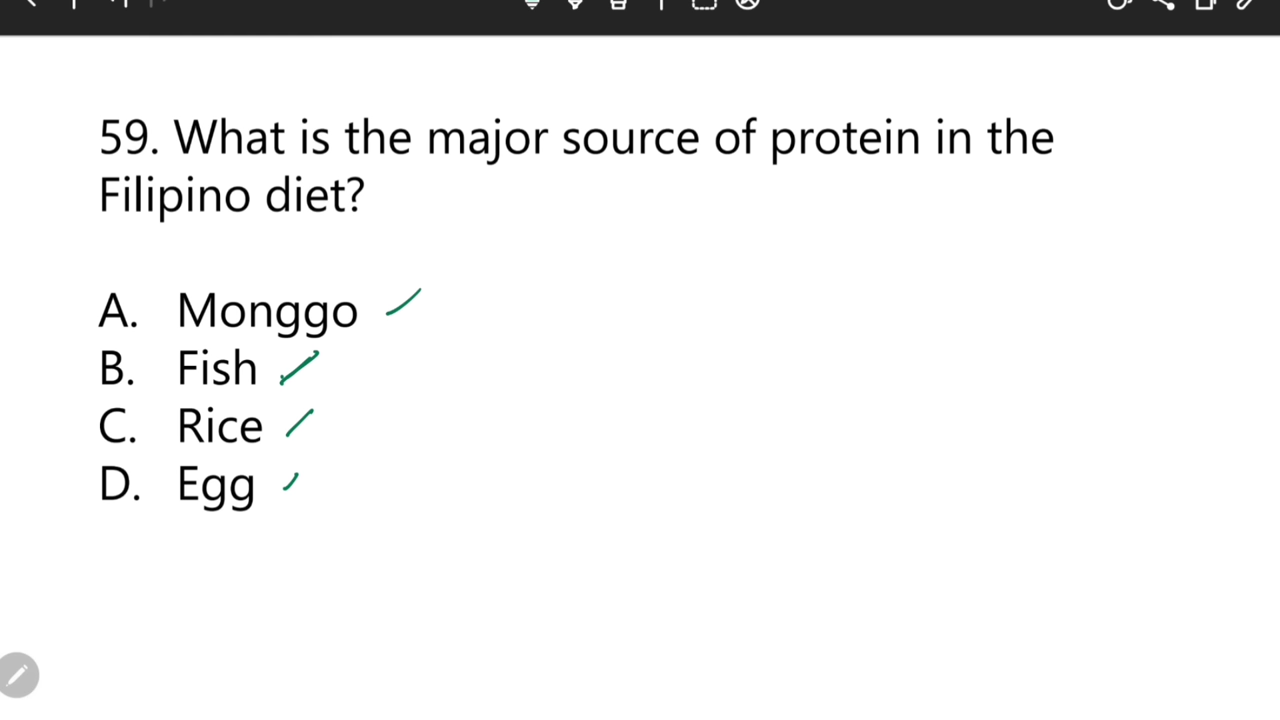 59. What is the major source of protein in the
Filipino diet?
A. Monggo
B. Fish
C. Rice
D. Egg